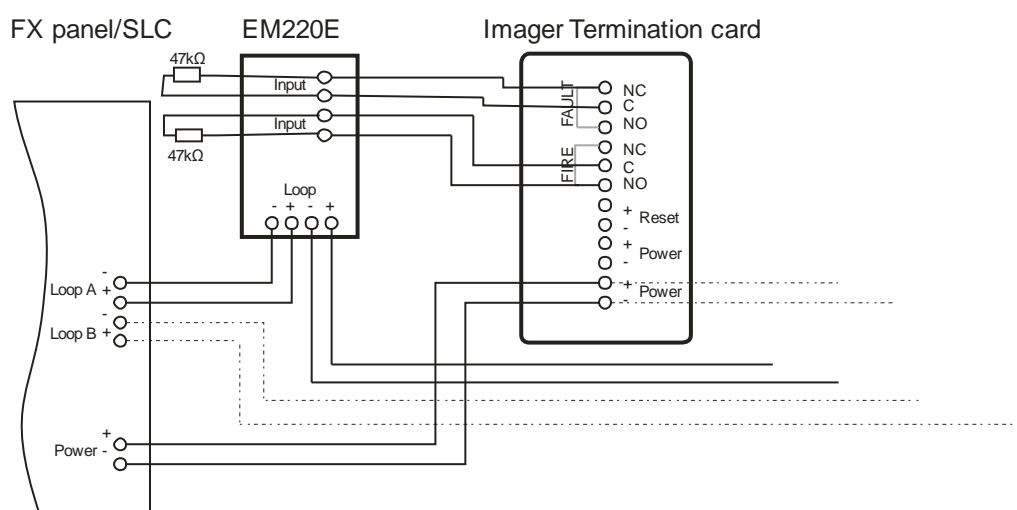 FX panel/SLC
EM220E
Imager Termination card
47kΩ
Input
Input
47kΩ
Loop
- + - +
FAULT
NC
C
NO
FIRE
NC
C
NO
+
-
Reset
+
-
Power
+
-
Power
Loop A
-
+
Loop B
-
+
Power
+
-